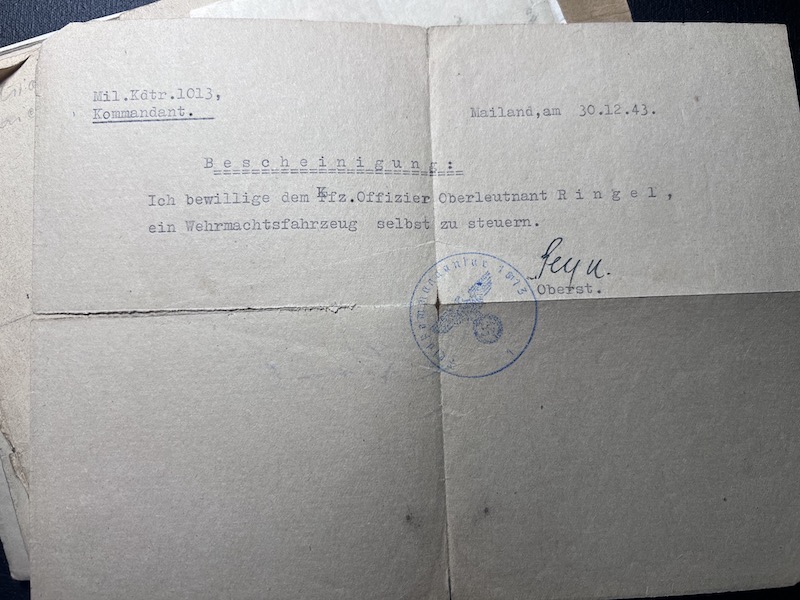 Mil.Kdtr.1013,
Kommandant.
Mailand,am 30.12.43.
B e s c h e i n i g u n g :
Ich bewillige dem Kfz.Offizier Oberleutnant R i n g e l ,
ein Wehrmachtsfahrzeug selbst zu steuern.
Oberst.
1013